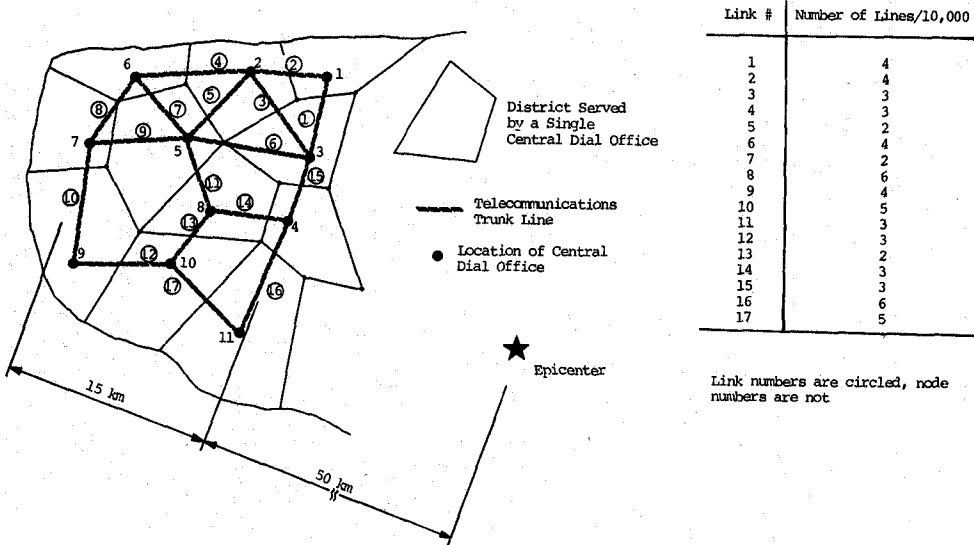 Link # Number of Lines/10,000
1 4
2 4
3 3
4 3
5 2
6 4
7 2
8 6
9 4
10 5
11 3
12 3
13 2
14 3
15 3
16 6
17 5
Link numbers are circled, node
numbers are not
District Served
by a Single
Central Dial Office
Telecommunications
Trunk Line
Location of Central
Dial Office
Epicenter
6 ④ 2 ② 1
⑧ ⑦ ⑤ ③ ①
7 ⑨ 5 ⑥ 3
⑩ ⑪ ⑮
8 ⑭ 4
⑬
9 ⑫ 10
⑰ ⑯
11
15 km
50 km